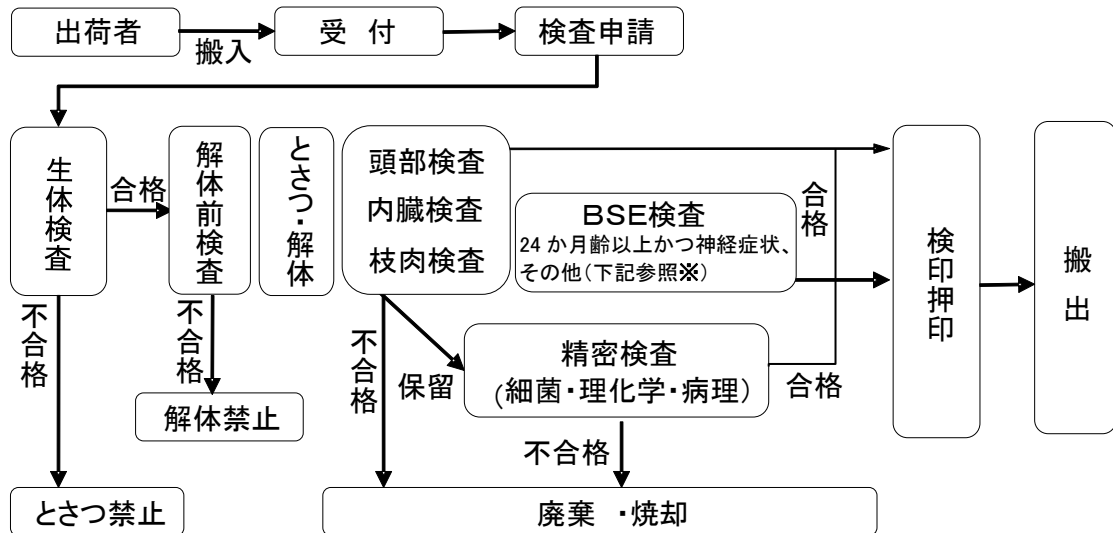 出荷者
搬入
受 付
検査申請
生体検査
合格
解体前検査
とさつ・解体
頭部検査
内臓検査
枝肉検査
BSE検査
24か月齢以上かつ神経症状、
その他(下記参照※)
合格
検印押印
搬出
不合格
不合格
不合格
保留
精密検査
(細菌・理化学・病理)
合格
解体禁止
不合格
とさつ禁止
廃棄 ・焼却